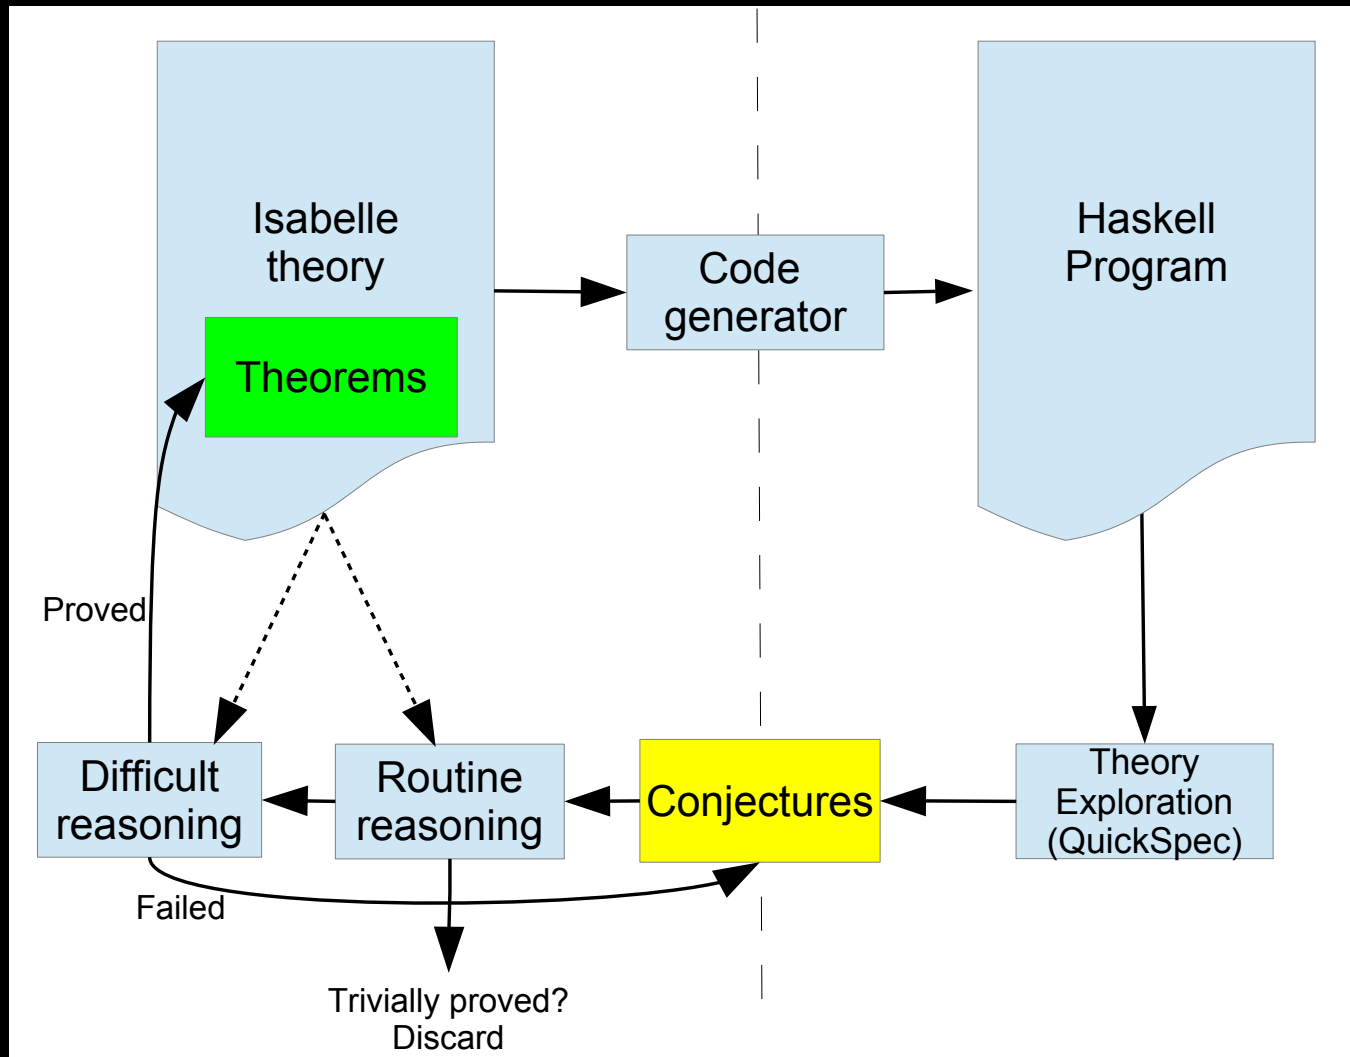 Isabelle
theory
Theorems
Code
generator
Haskell
Program
Proved
Difficult
reasoning
Routine
reasoning
Conjectures
Theory
Exploration
(QuickSpec)
Failed
Trivially proved?
Discard